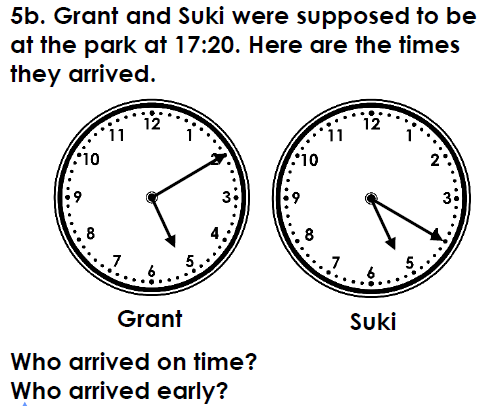 5b. Grant and Suki were supposed to be
at the park at 17:20. Here are the times
they arrived.
12
11 1
10 2
9 3
8 4
7 5
6
12
11 1
10 2
9 3
8
7 5
6
Grant
Suki
Who arrived on time?
Who arrived early?